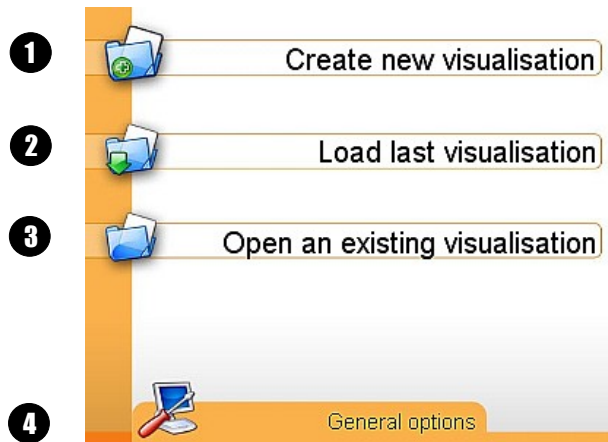 1 Create new visualisation
2 Load last visualisation
3 Open an existing visualisation
4 General options